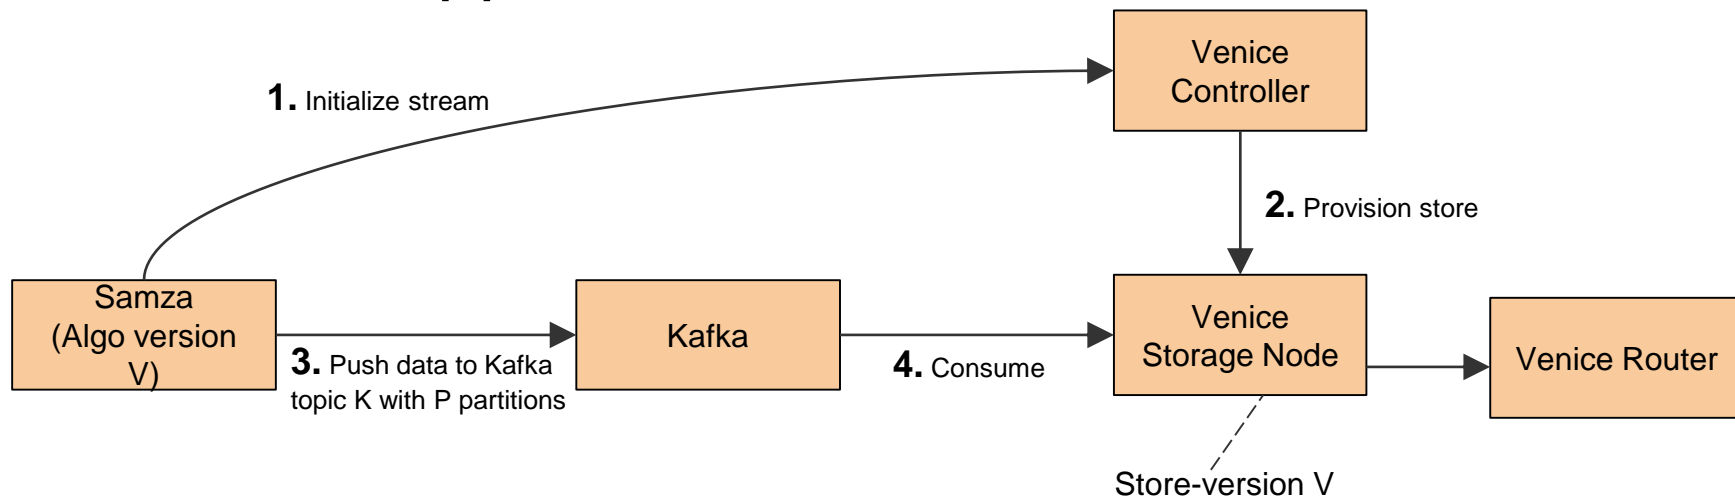 Venice
Controller
1. Initialize stream
2. Provision store
Samza
(Algo version
V)
3. Push data to Kafka
topic K with P partitions
Kafka
4. Consume
Venice
Storage Node
Venice Router
Store-version V